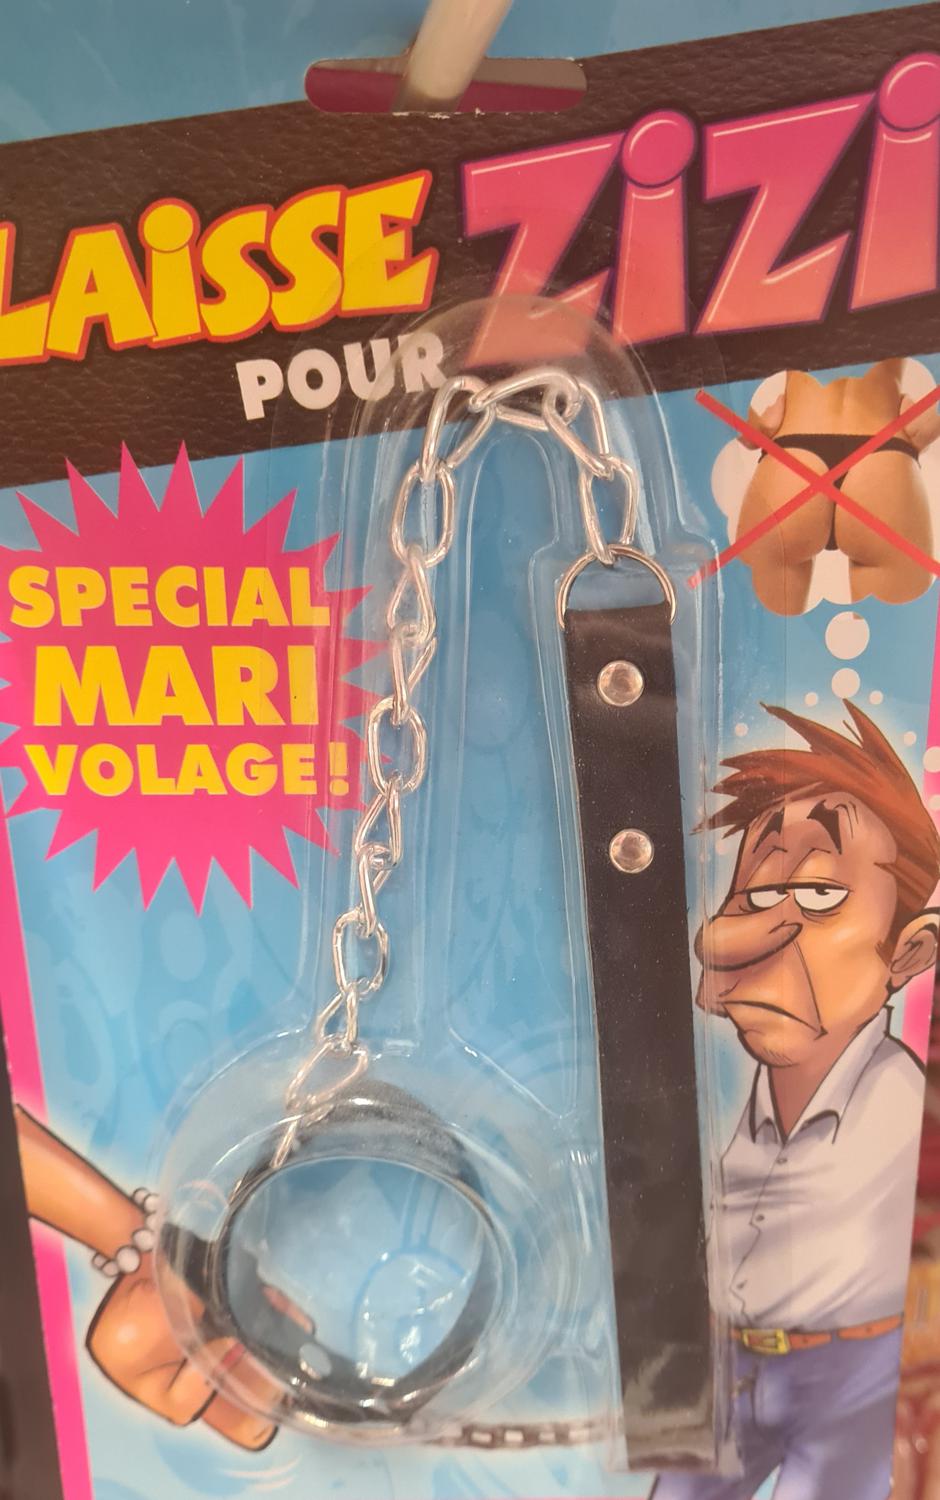 LAISSE ZIZI
POUR
SPECIAL
MARI
VOLAGE!